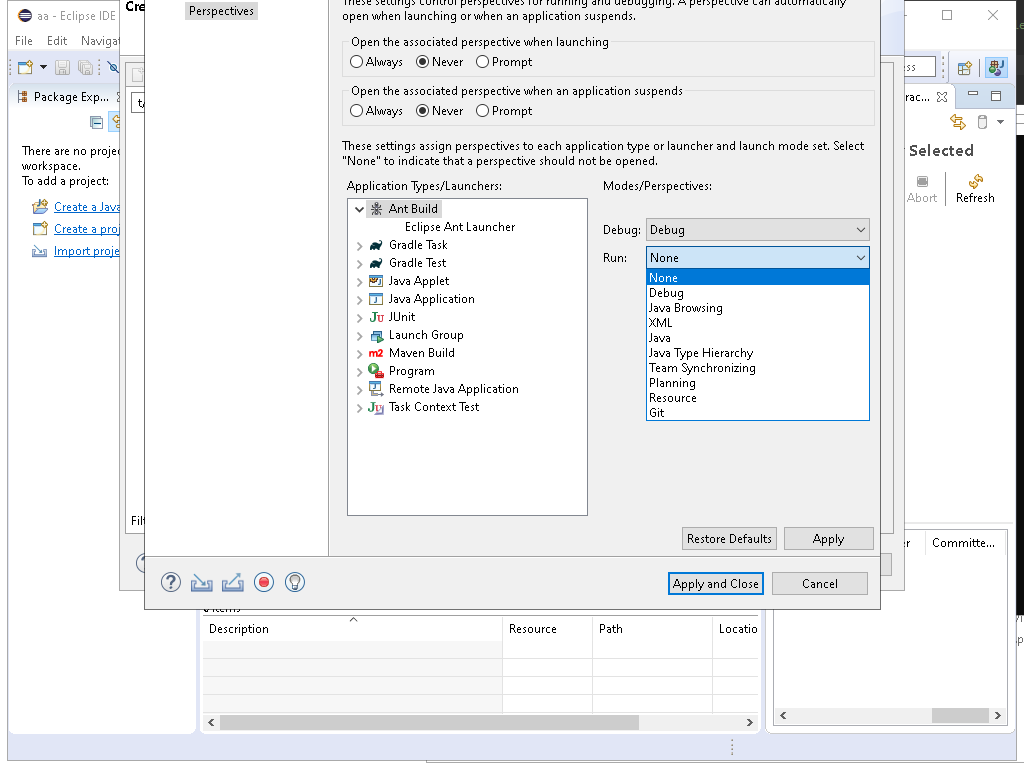 aa - Eclipse IDE
Cre
Perspectives
These settings control perspectives for running and debugging. A perspective can automatically
open when launching or when an application suspends.
File Edit Navigat
Open the associated perspective when launching
Always Never Prompt
Open the associated perspective when an application suspends
Always Never Prompt
Package Exp...
There are no proje
workspace.
To add a project:
Create a Java
Create a proj
Import proje
These settings assign perspectives to each application type or launcher and launch mode set. Select
"None" to indicate that a perspective should not be opened.
Application Types/Launchers:
Modes/Perspectives:
Ant Build
Eclipse Ant Launcher
Gradle Task
Gradle Test
Java Applet
Java Application
JUnit
Launch Group
Maven Build
Program
Remote Java Application
Task Context Test
Debug: Debug
Run: None
None
Debug
Java Browsing
XML
Java
Java Type Hierarchy
Team Synchronizing
Planning
Resource
Git
Selected
Abort Refresh
Filt
Restore Defaults Apply
Committe...
Apply and Close Cancel
Description Resource Path Locatio